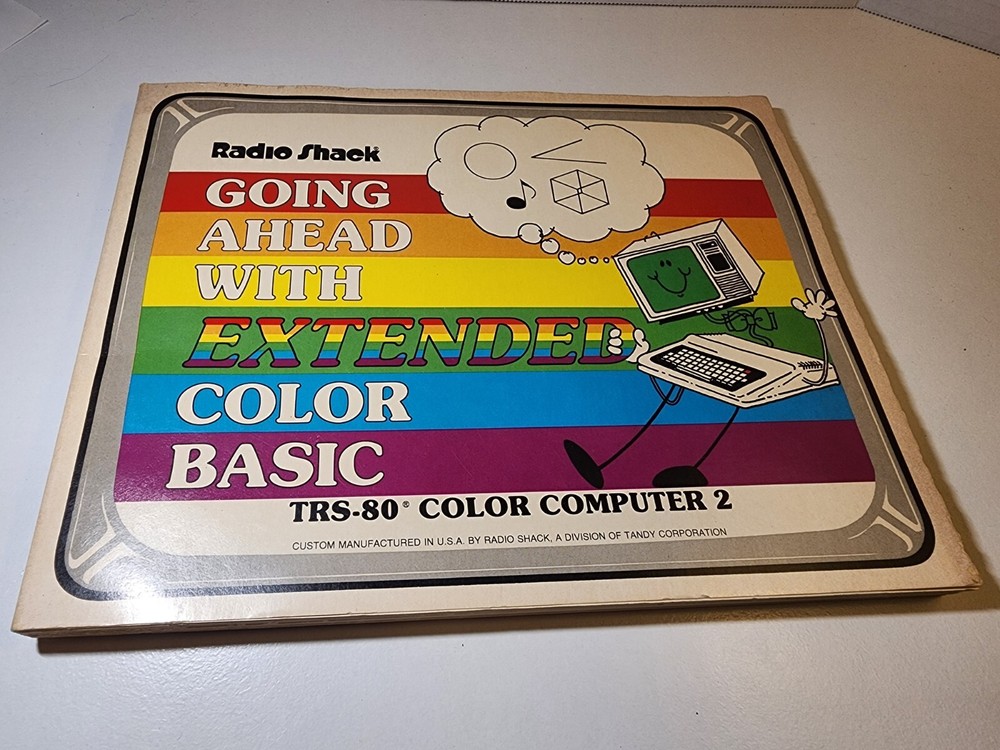 Radio Shack®
GOING
AHEAD
WITH
EXTENDED
COLOR
BASIC
TRS-80® COLOR COMPUTER 2
CUSTOM MANUFACTURED IN U.S.A. BY RADIO SHACK, A DIVISION OF TANDY CORPORATION